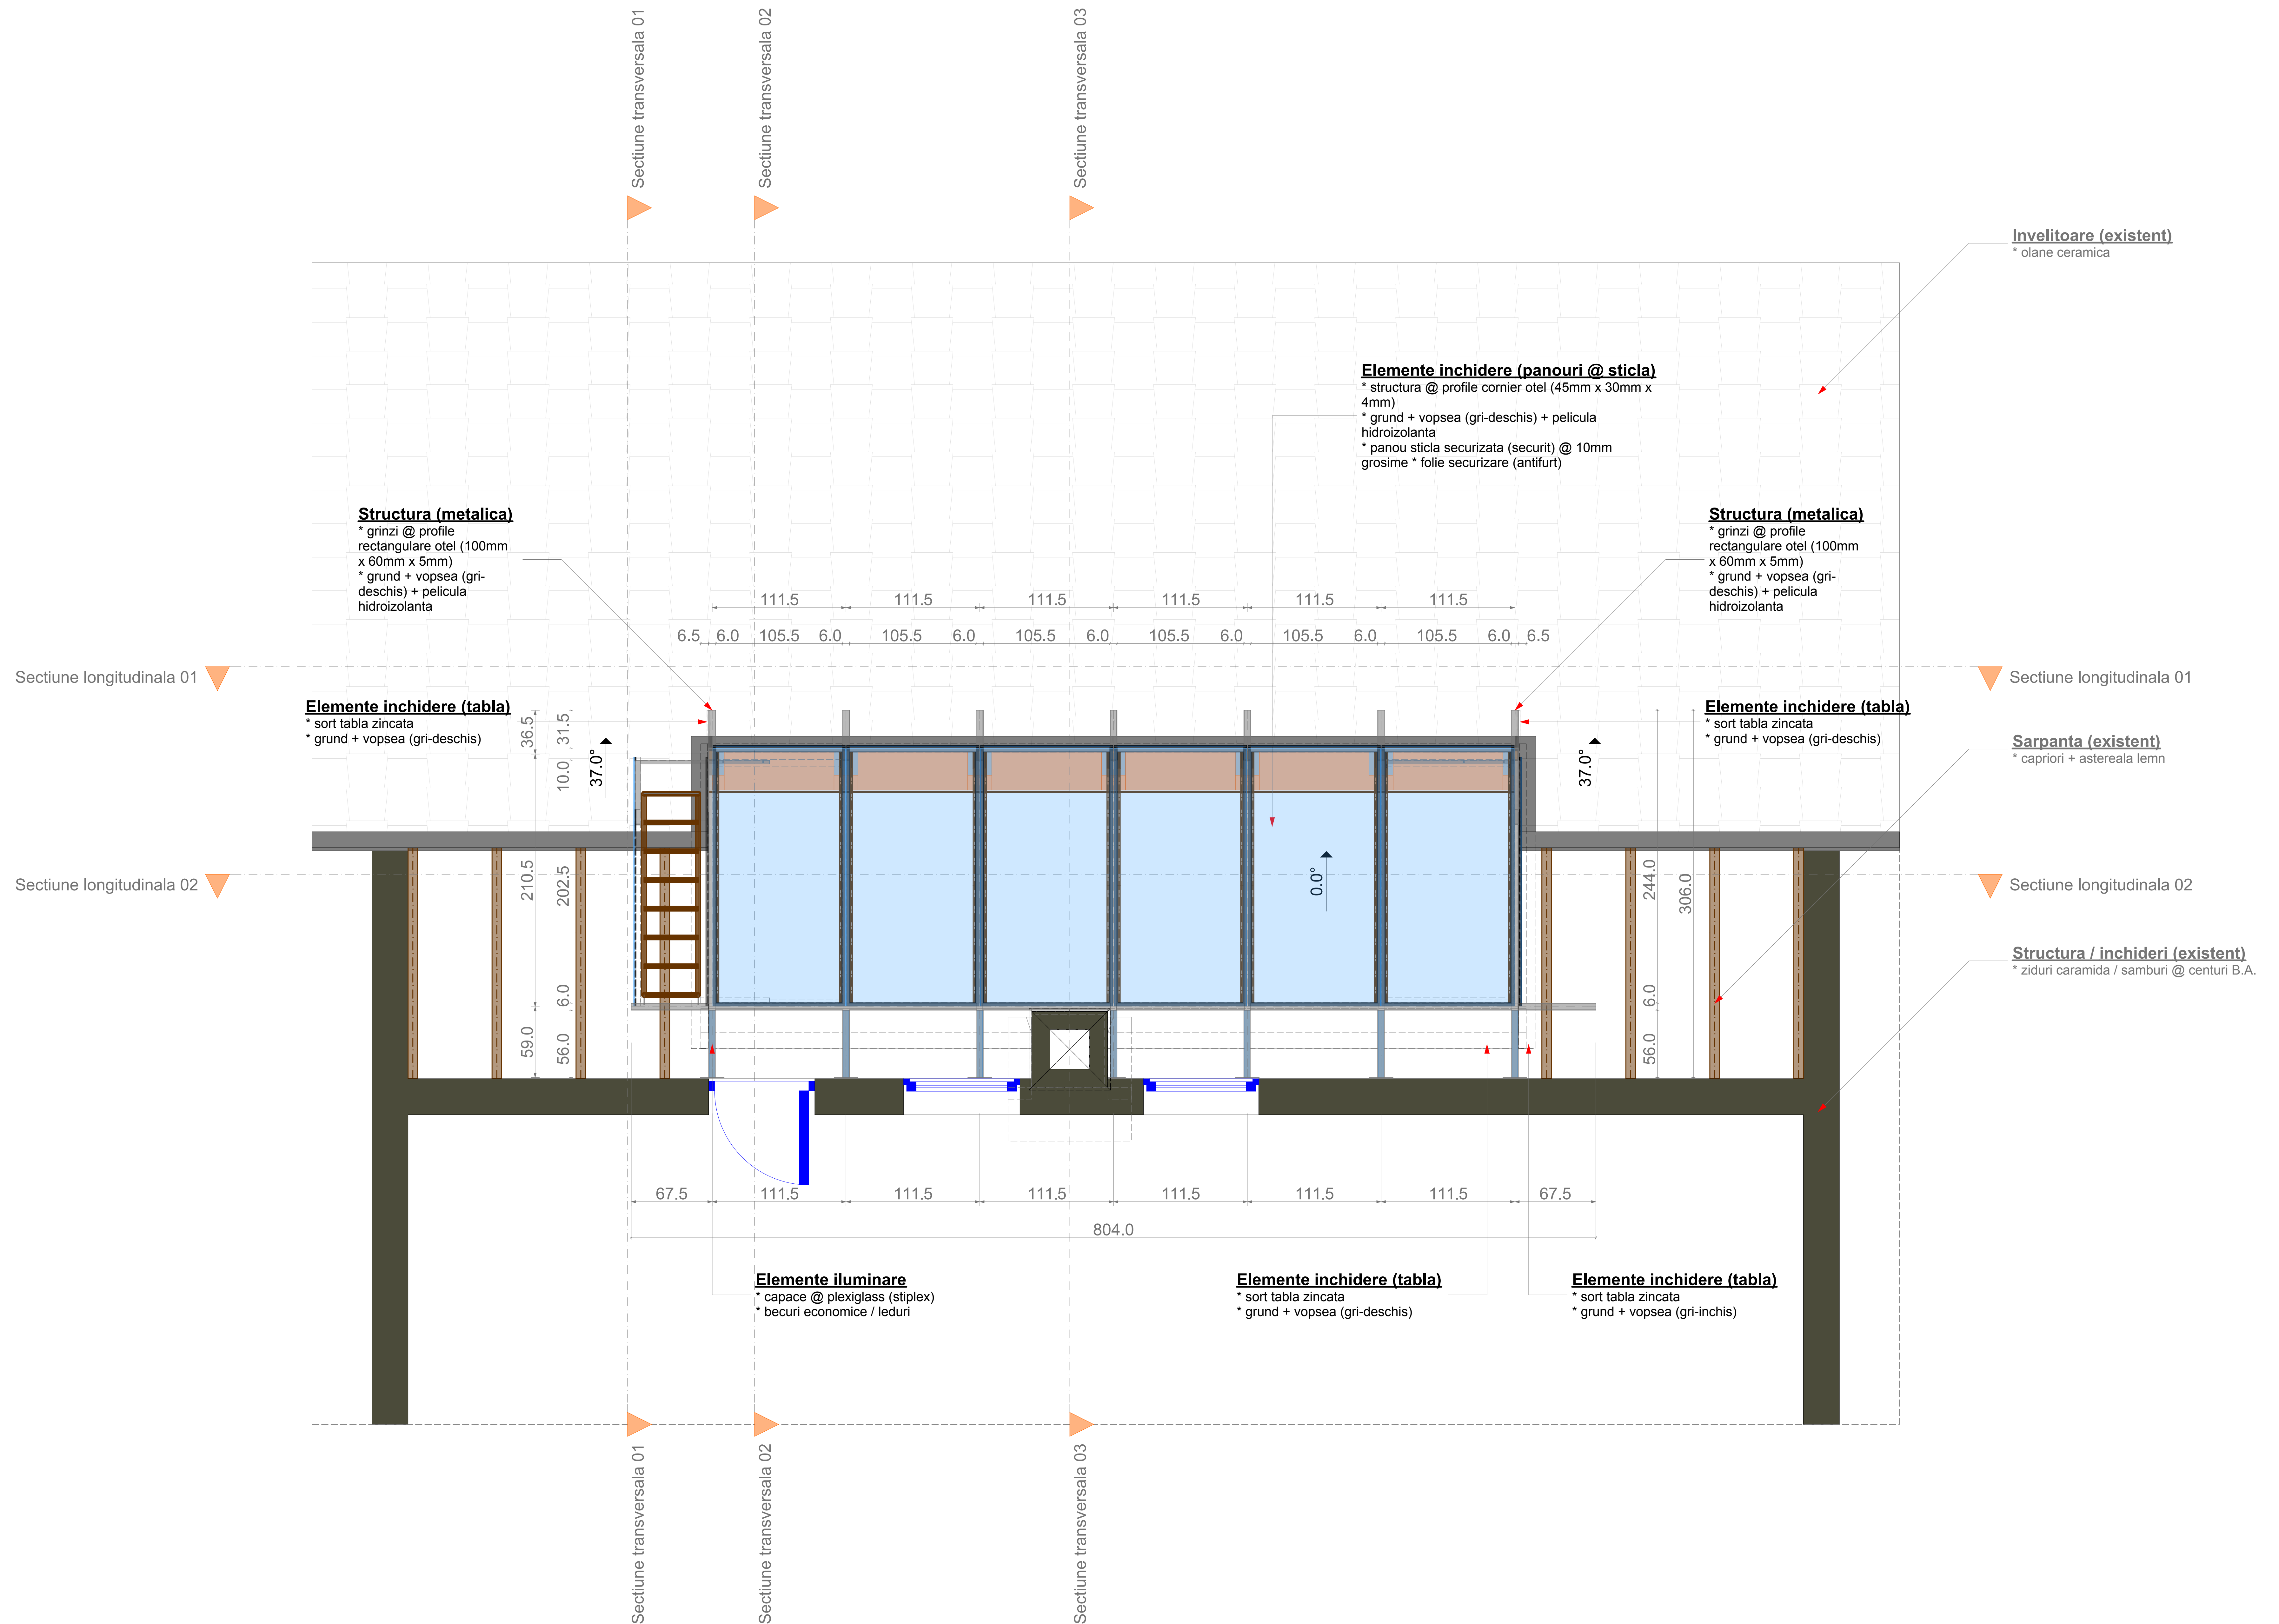 Sectiune transversala 01
Sectiune transversala 02
Sectiune transversala 03
Invelitoare (existent)
* olane ceramica
Elemente inchidere (panouri @ sticla)
* structura @ profile cornier otel (45mm x 30mm x
4mm)
* grund + vopsea (gri-deschis) + pelicula
hidroizolanta
* panou sticla securizata (securit) @ 10mm
grosime * folie securizare (antifurt)
Structura (metalica)
* grinzi @ profile
rectangulare otel (100mm
x 60mm x 5mm)
* grund + vopsea (gri-
deschis) + pelicula
hidroizolanta
Structura (metalica)
* grinzi @ profile
rectangulare otel (100mm
x 60mm x 5mm)
* grund + vopsea (gri-
deschis) + pelicula
hidroizolanta
111.5 111.5 111.5 111.5 111.5 111.5
6.5 6.0 105.5 6.0 105.5 6.0 105.5 6.0 105.5 6.0 105.5 6.0 105.5 6.0 6.5
Sectiune longitudinala 01
Sectiune longitudinala 01
Elemente inchidere (tabla)
* sort tabla zincata
* grund + vopsea (gri-deschis)
Elemente inchidere (tabla)
* sort tabla zincata
* grund + vopsea (gri-deschis)
36.5
31.5
10.0
37.0°
37.0°
Sarpanta (existent)
* capriori + astereala lemn
210.5
202.5
0.0°
244.0
306.0
Sectiune longitudinala 02
Sectiune longitudinala 02
Structura / inchideri (existent)
* ziduri caramida / samburi @ centuri B.A.
6.0
6.0
59.0
56.0
56.0
67.5 111.5 111.5 111.5 111.5 111.5 111.5 67.5
804.0
Elemente iluminare
* capace @ plexiglass (stiplex)
* becuri economice / leduri
Elemente inchidere (tabla)
* sort tabla zincata
* grund + vopsea (gri-deschis)
Elemente inchidere (tabla)
* sort tabla zincata
* grund + vopsea (gri-inchis)
Sectiune transversala 01
Sectiune transversala 02
Sectiune transversala 03